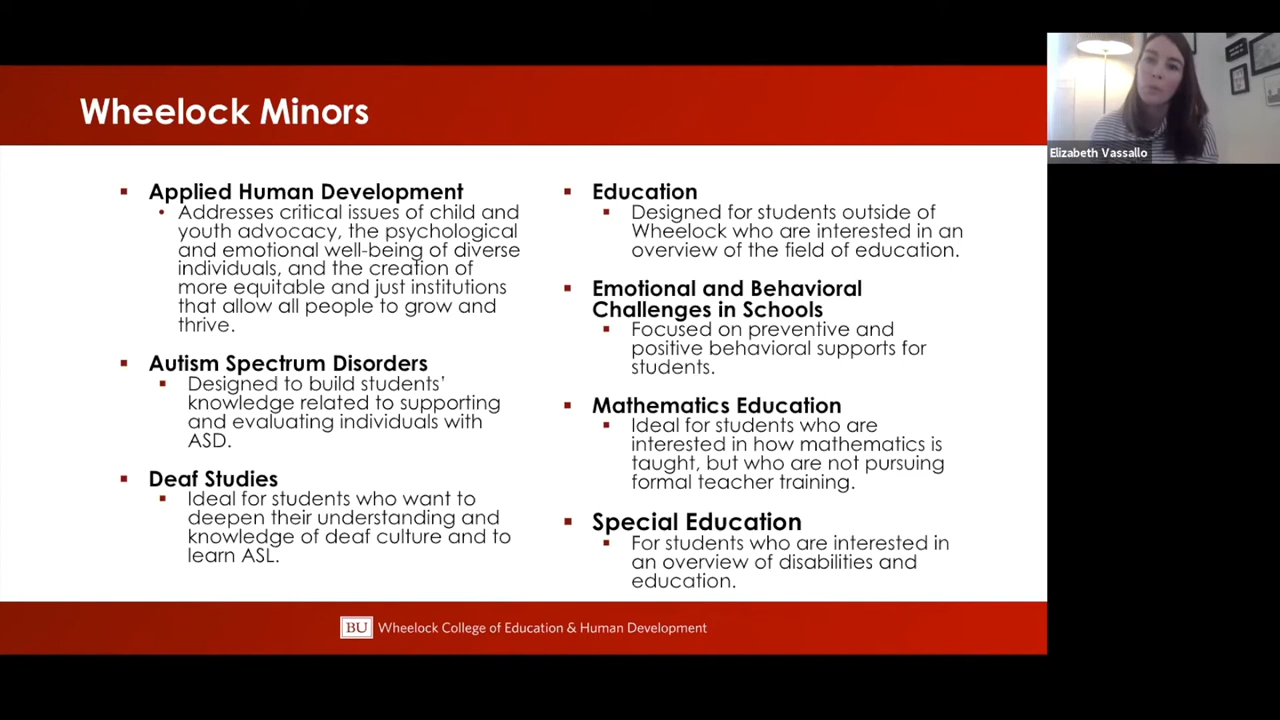 Wheelock Minors
Applied Human Development
Addresses critical issues of child and
youth advocacy, the psychological
and emotional well-being of diverse
individuals, and the creation of
more equitable and just institutions
that allow all people to grow and
thrive.
Autism Spectrum Disorders
Designed to build students’
knowledge related to supporting
and evaluating individuals with
ASD.
Deaf Studies
Ideal for students who want to
deepen their understanding and
knowledge of deaf culture and to
learn ASL.
Education
Designed for students outside of
Wheelock who are interested in an
overview of the field of education.
Emotional and Behavioral
Challenges in Schools
Focused on preventive and
positive behavioral supports for
students.
Mathematics Education
Ideal for students who are
interested in how mathematics is
taught, but who are not pursuing
formal teacher training.
Special Education
For students who are interested in
an overview of disabilities and
education.
BU Wheelock College of Education & Human Development
Elizabeth Vassallo